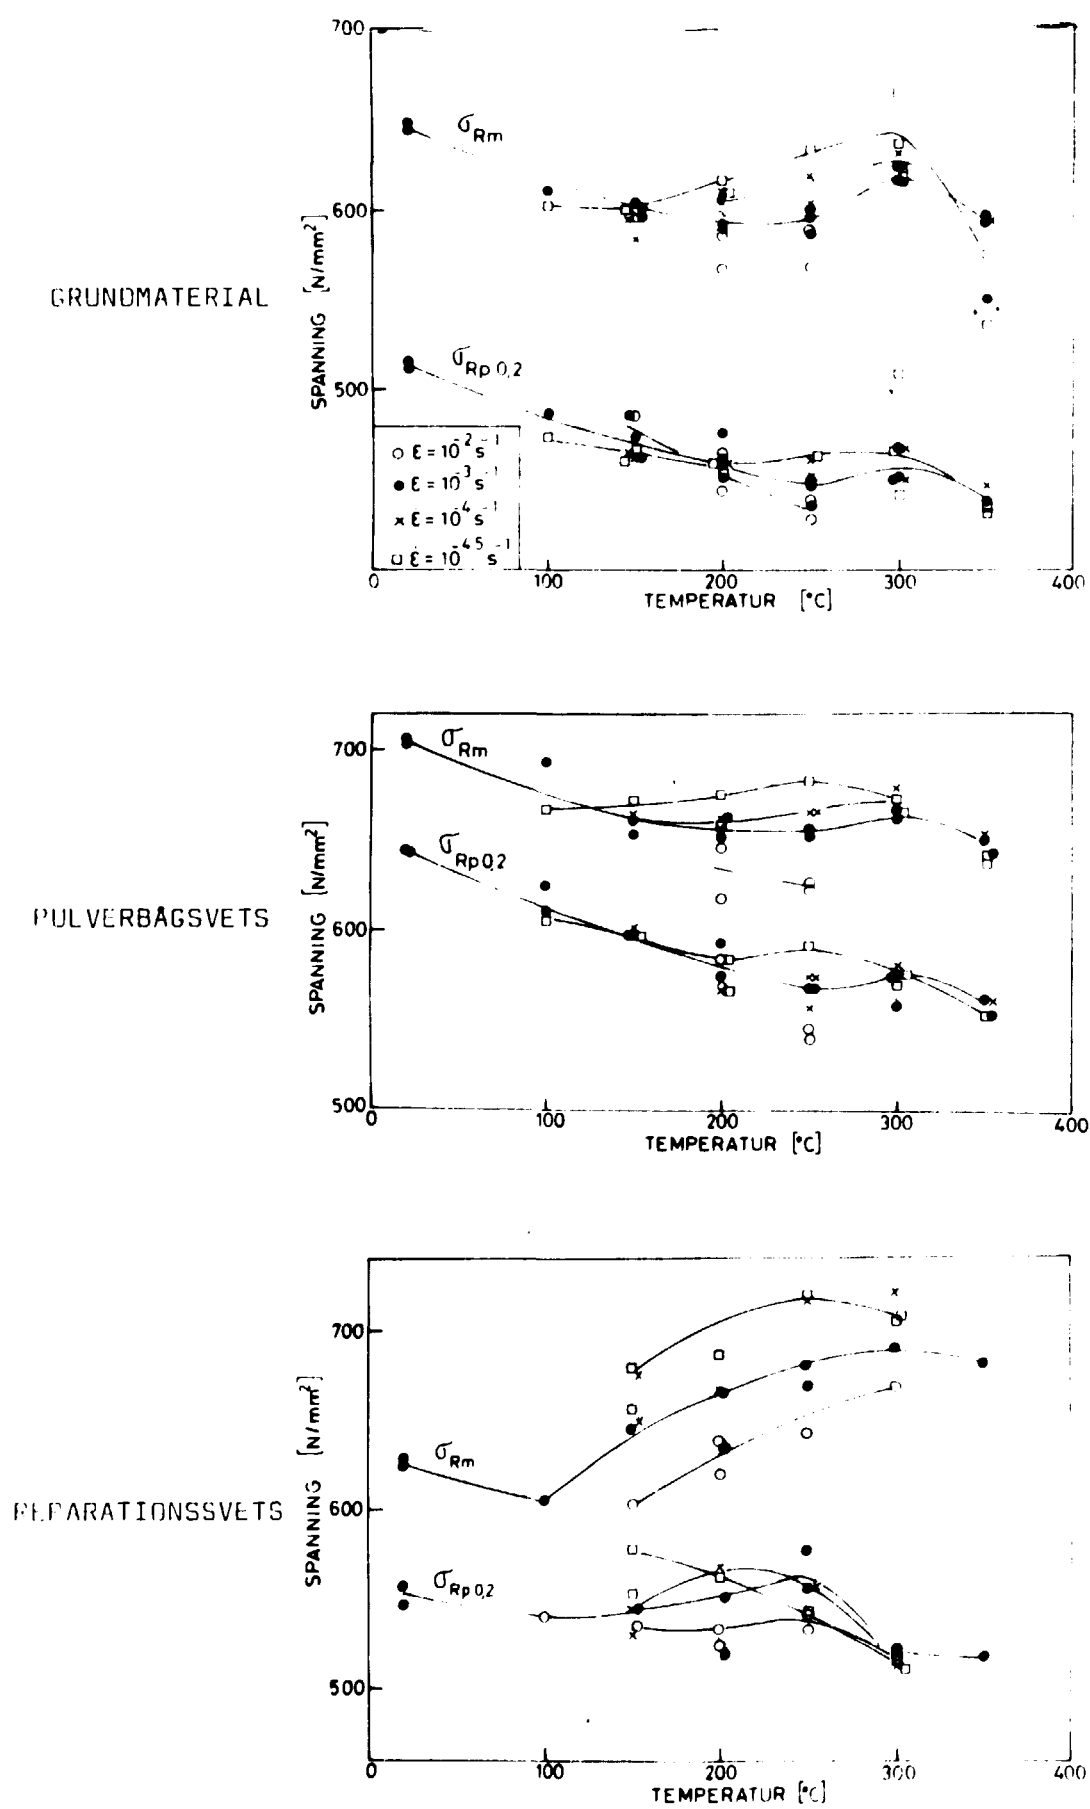 700
σRm
600
SPANNING [N/mm²]
GRUNDMATERIAL
σRp 0,2
500
○ ε = 10⁻² s⁻¹
● ε = 10⁻³ s⁻¹
× ε = 10⁻⁴ s⁻¹
□ ε̇ = 10⁻⁴⁵ s⁻¹
0 100 200 300 400
TEMPERATUR [°C]
700
σRm
σRp 0,2
SPANNING [N/mm²]
PULVERBÅGSVETS
600
500
0 100 200 300 400
TEMPERATUR [°C]
700
SPANNING [N/mm²]
σRm
REPARATIONSSVETS
600
σRp 0,2
500
0 100 200 300 400
TEMPERATUR [°C]